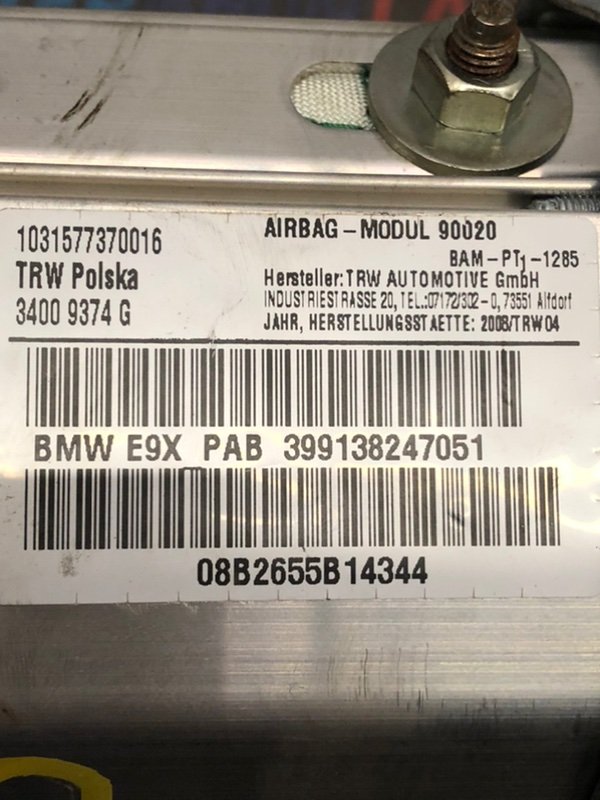 1031577370016
TRW Polska
3400 9374 G
AIRBAG-MODUL 90020
BAM-PT1-1285
Hersteller:TRW AUTOMOTIVE GmbH
INDUSTRIESTRASSE 20, TEL.:07172/302-0, 73551 Alfdorf
JAHR, HERSTELLUNGSSTAETTE: 2008/TRW04
BMW E9X PAB 399138247051
08B2655B14344